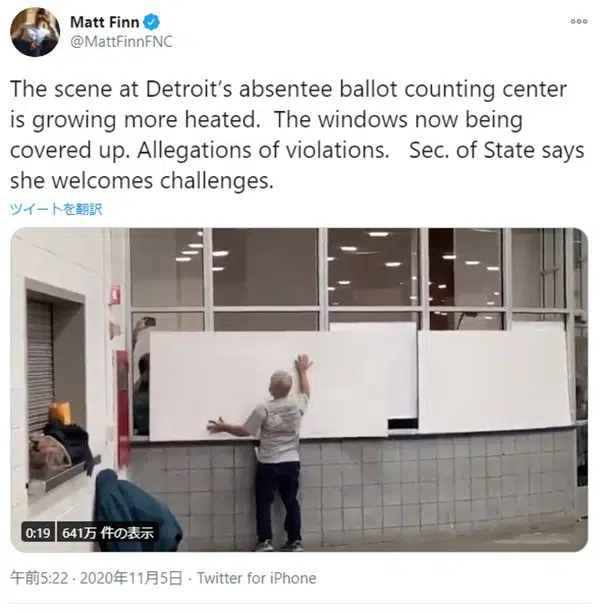 Matt Finn
@MattFinnFNC
The scene at Detroit's absentee ballot counting center
is growing more heated.  The windows now being
covered up. Allegations of violations.   Sec. of State says
she welcomes challenges.
ツイートを翻訳
0:19 641万 件の表示
午前5:22 · 2020年11月5日 · Twitter for iPhone